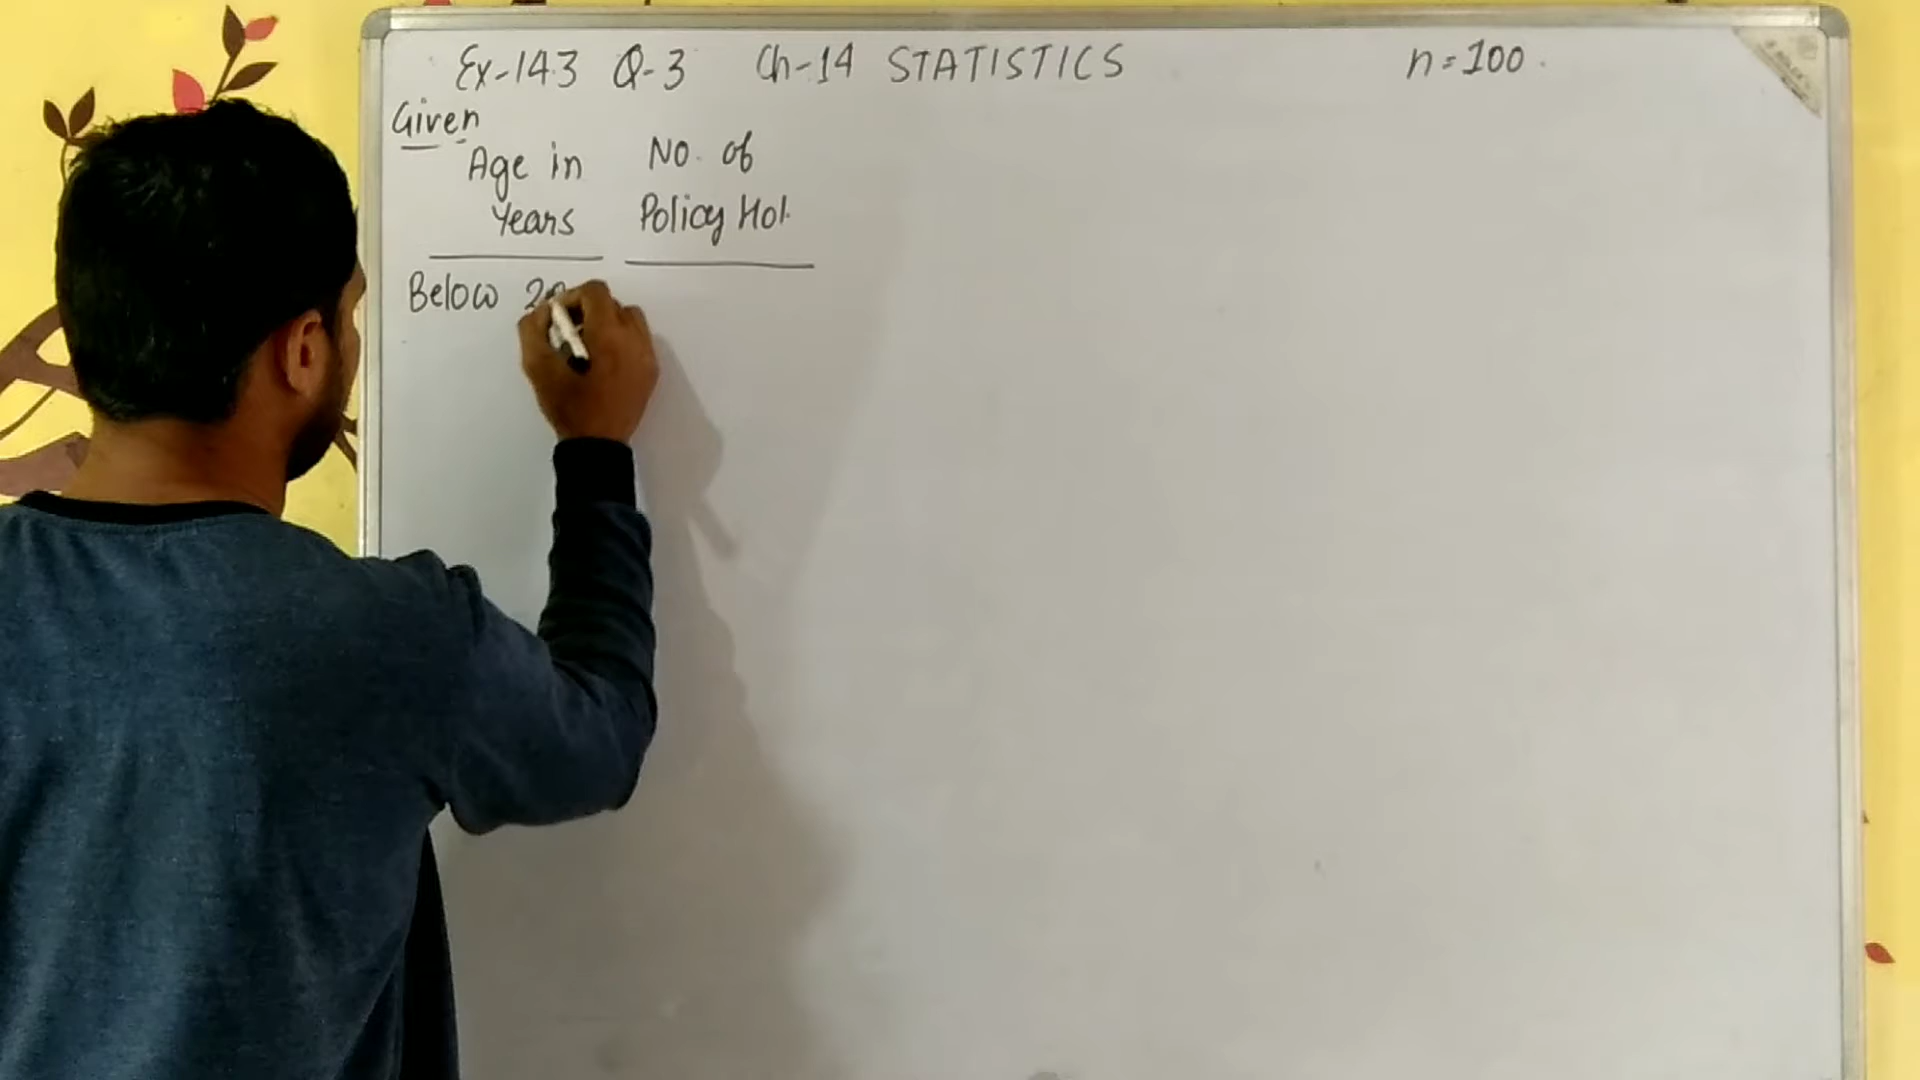 Ex-14.3 Q-3 Ch-14 STATISTICS n=100.
Given
Age in Years
No. of Policy Hol.
Below 20